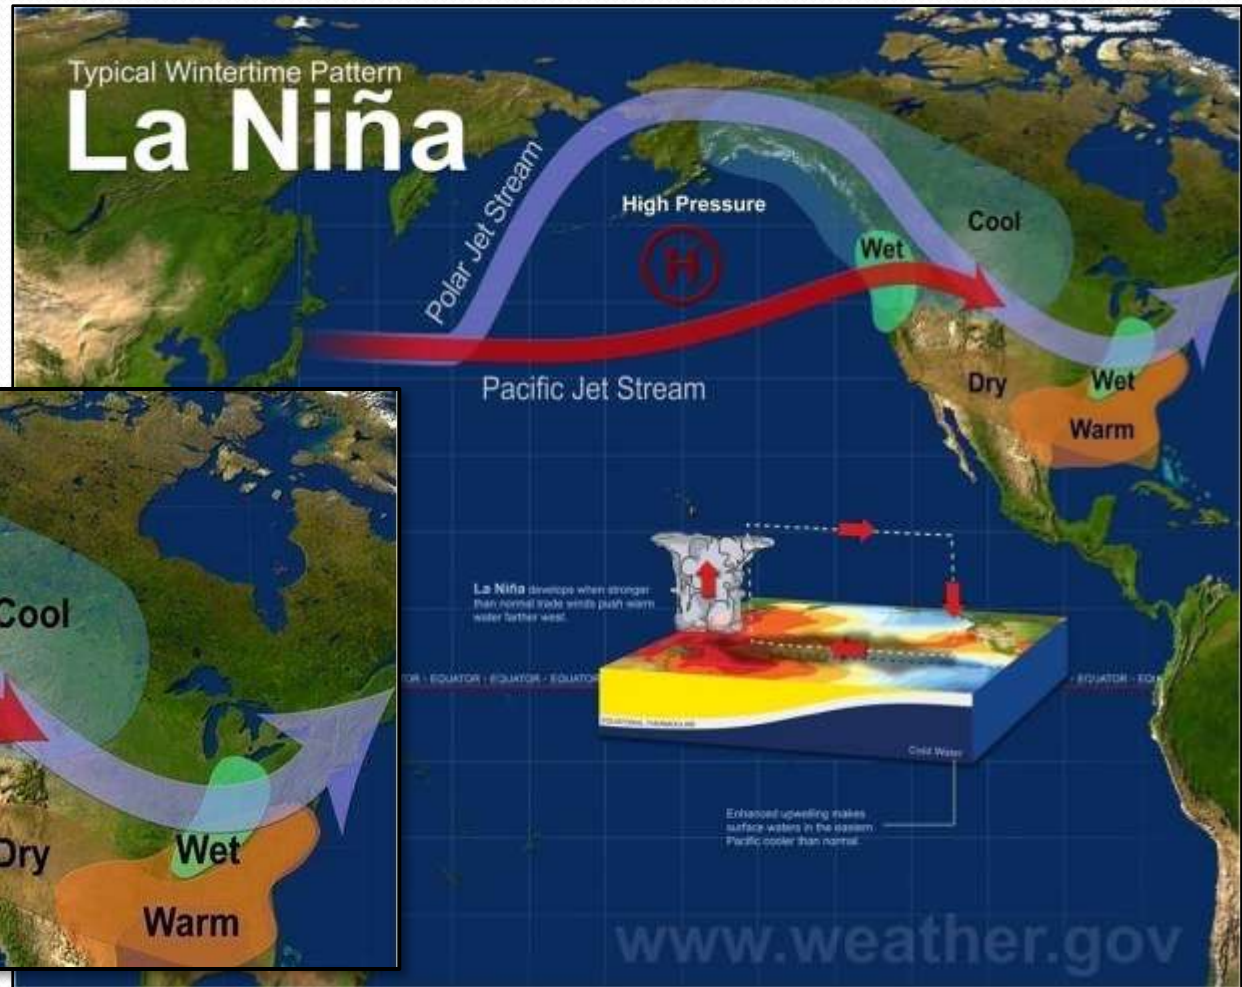 Typical Wintertime Pattern
La Niña
Polar Jet Stream
High Pressure
H
Cool
Wet
Pacific Jet Stream
Dry
Wet
Warm
La Niña develops when stronger
than normal trade winds push warm
water farther west.
OR - EQUATOR - EQUATOR - EQUATOR
- EQUATOR - EQU
EQUATORIAL THERMOCLINE
Cold Water
Enhanced upwelling makes
surface waters in the eastern
Pacific cooler than normal.
www.weather.gov
Cool
Dry
Wet
Warm